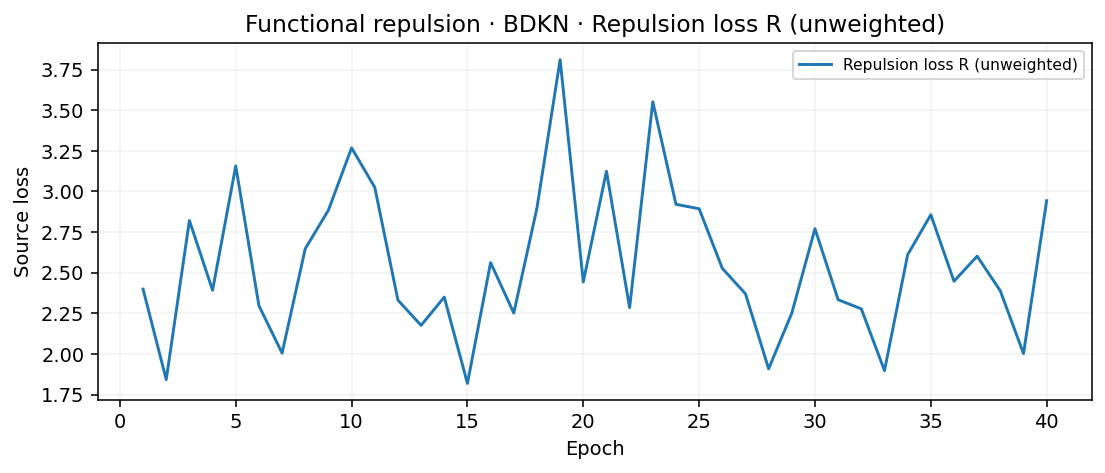 Functional repulsion · BDKN · Repulsion loss R (unweighted)
Repulsion loss R (unweighted)
Source loss
3.75
3.50
3.25
3.00
2.75
2.50
2.25
2.00
1.75
0 5 10 15 20 25 30 35 40
Epoch